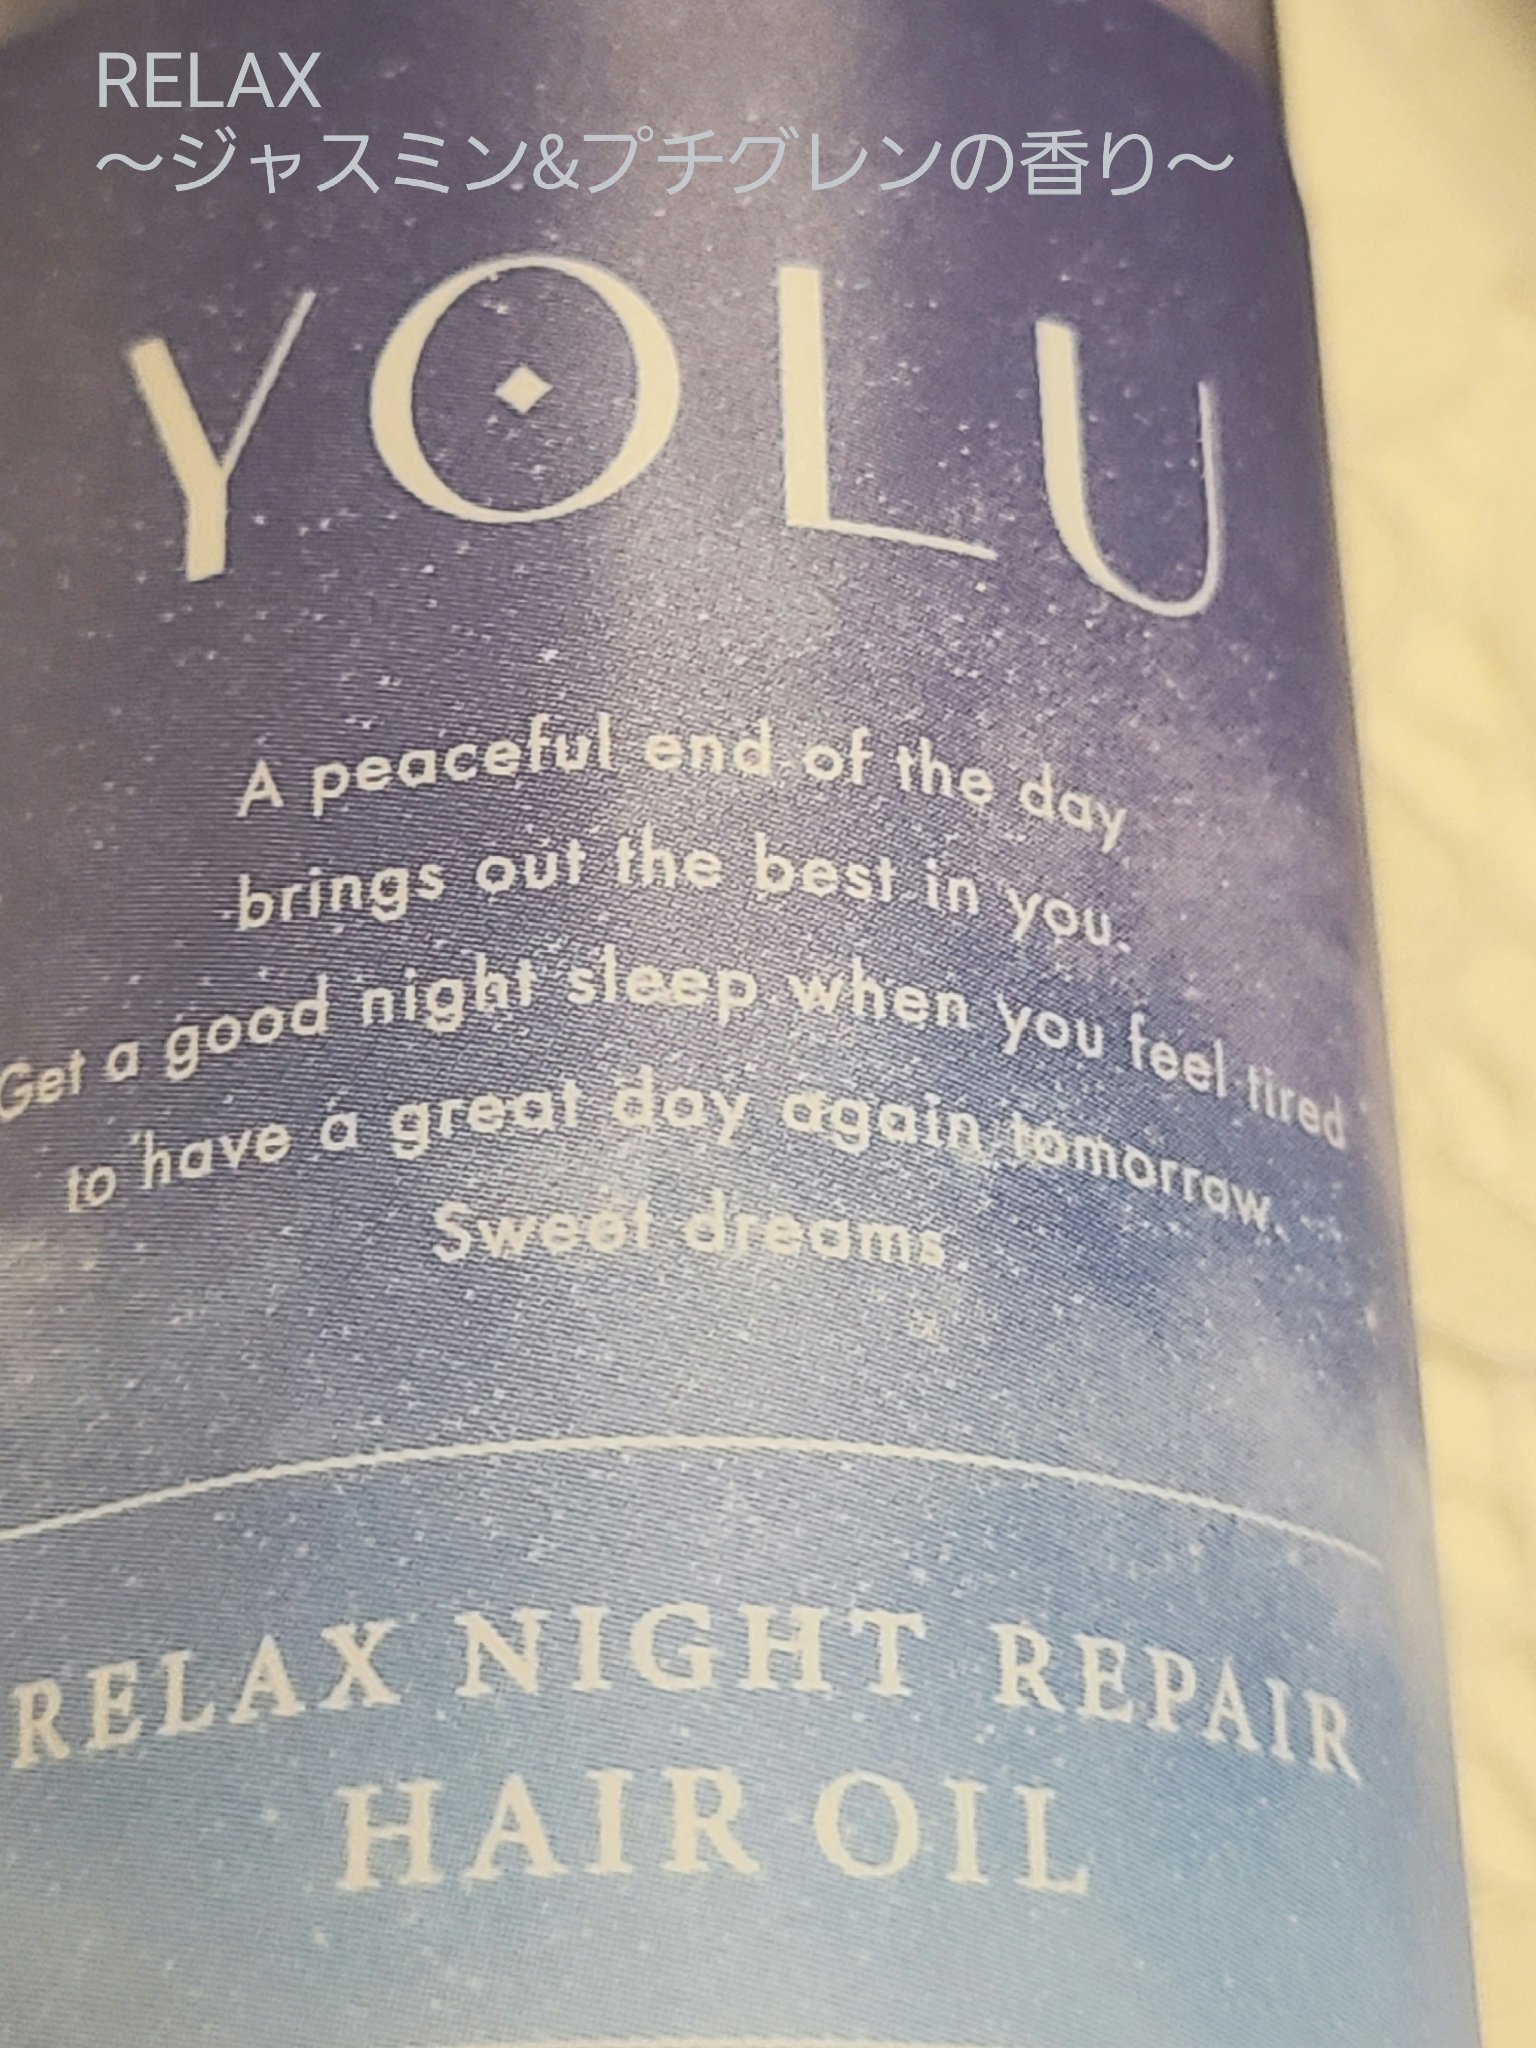 RELAX
～ジャスミン&プチグレンの香り～
YOLU
A peaceful end of the day
brings out the best in you.
Get a good night sleep when you feel tired
to have a great day again tomorrow.
Sweet dreams.
RELAX NIGHT REPAIR
HAIR OIL